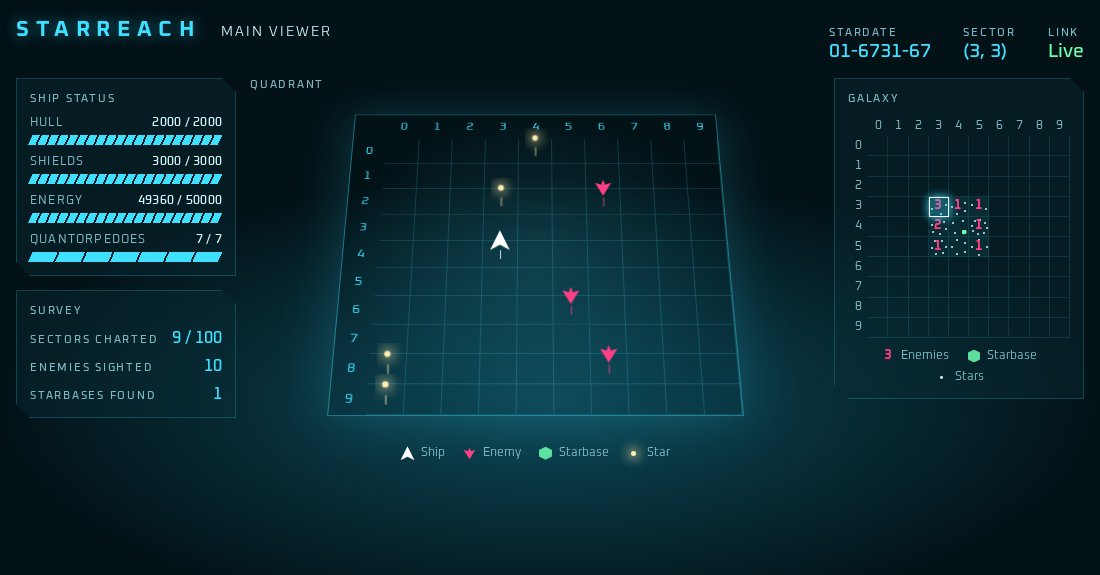 STARREACH MAIN VIEWER
STARDATE SECTOR LINK
01-6731-67 (3, 3) Live
SHIP STATUS
HULL 2000 / 2000
SHIELDS 3000 / 3000
ENERGY 49360 / 50000
QUANTORPEDOES 7 / 7
SURVEY
SECTORS CHARTED 9 / 100
ENEMIES SIGHTED 10
STARBASES FOUND 1
QUADRANT
0 1 2 3 4 5 6 7 8 9
0
1
2
3
4
5
6
7
8
9
Ship Enemy Starbase Star
GALAXY
0 1 2 3 4 5 6 7 8 9
0
1
2
3 3 1 1
4 2 1
5 1 1
6
7
8
9
3 Enemies Starbase
Stars